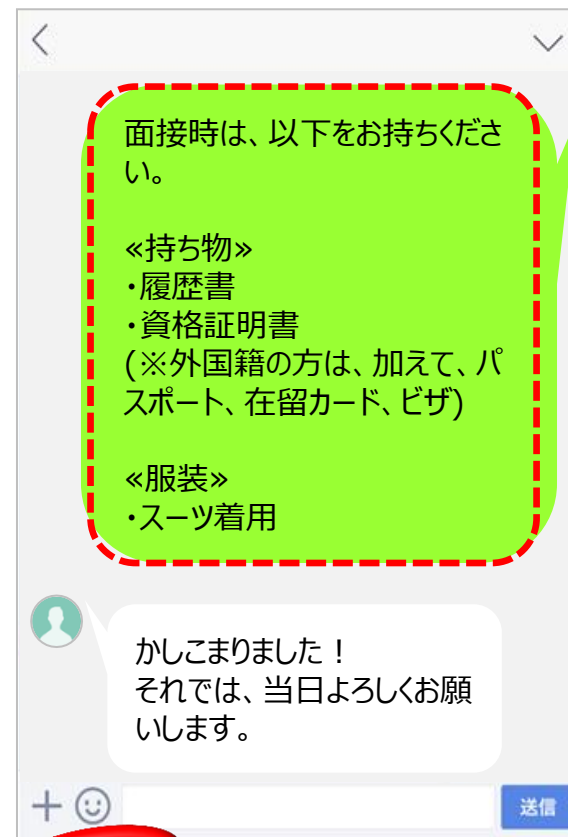 面接時は、以下をお持ちくださ
い。
≪持ち物≫
・履歴書
・資格証明書
(※外国籍の方は、加えて、パ
スポート、在留カード、ビザ)
≪服装≫
・スーツ着用
かしこまりました！
それでは、当日よろしくお願
いします。
送信